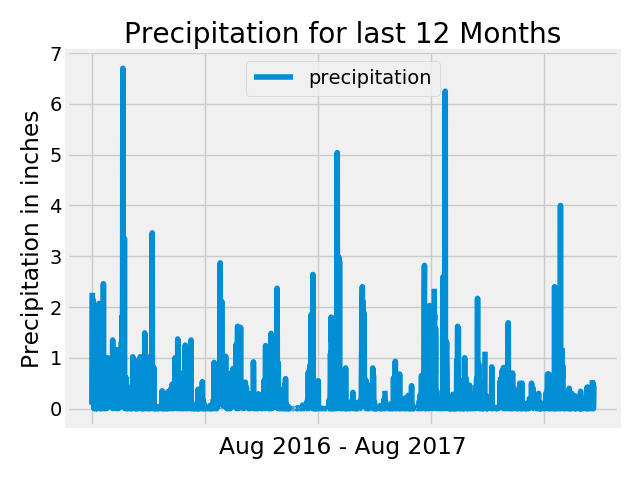 Precipitation for last 12 Months
precipitation
Precipitation in inches
7
6
5
4
3
2
1
0
Aug 2016 - Aug 2017